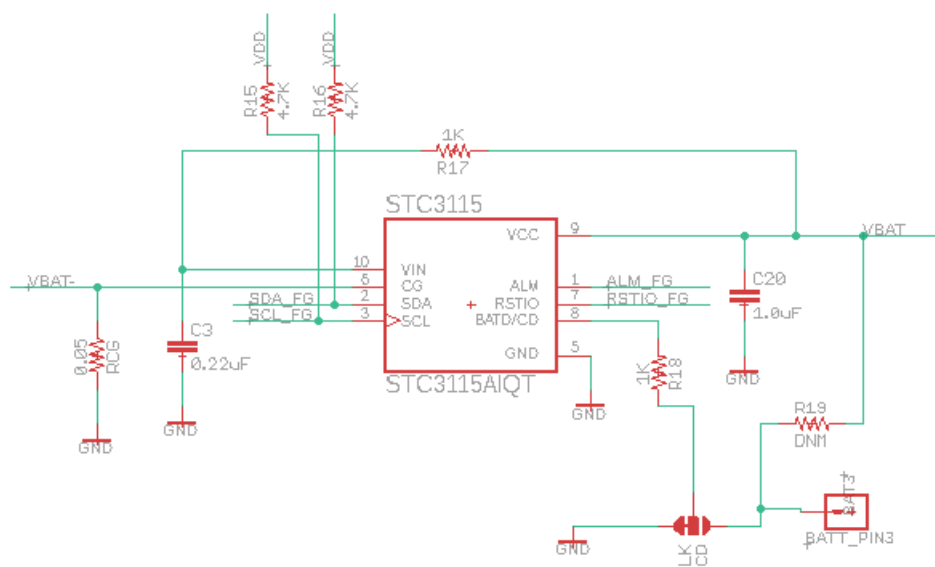 VDD
VDD
R15
4.7K
R16
4.7K
1K
R17
STC3115
VCC
9
VBAT
10
VIN
VBAT-
6
CG
ALM
1
ALM_FG
C20
SDA_FG
2
SDA
RSTIO
7
RSTIO_FG
SCL_FG
3
SCL
BATD/CD
8
1.0uF
C3
0.05
RCG
0.22uF
GND
5
1K
R18
GND
STC3115AIQT
GND
R19
GND
GND
DNM
BAT3
BATT_PIN3
GND
LK
CD